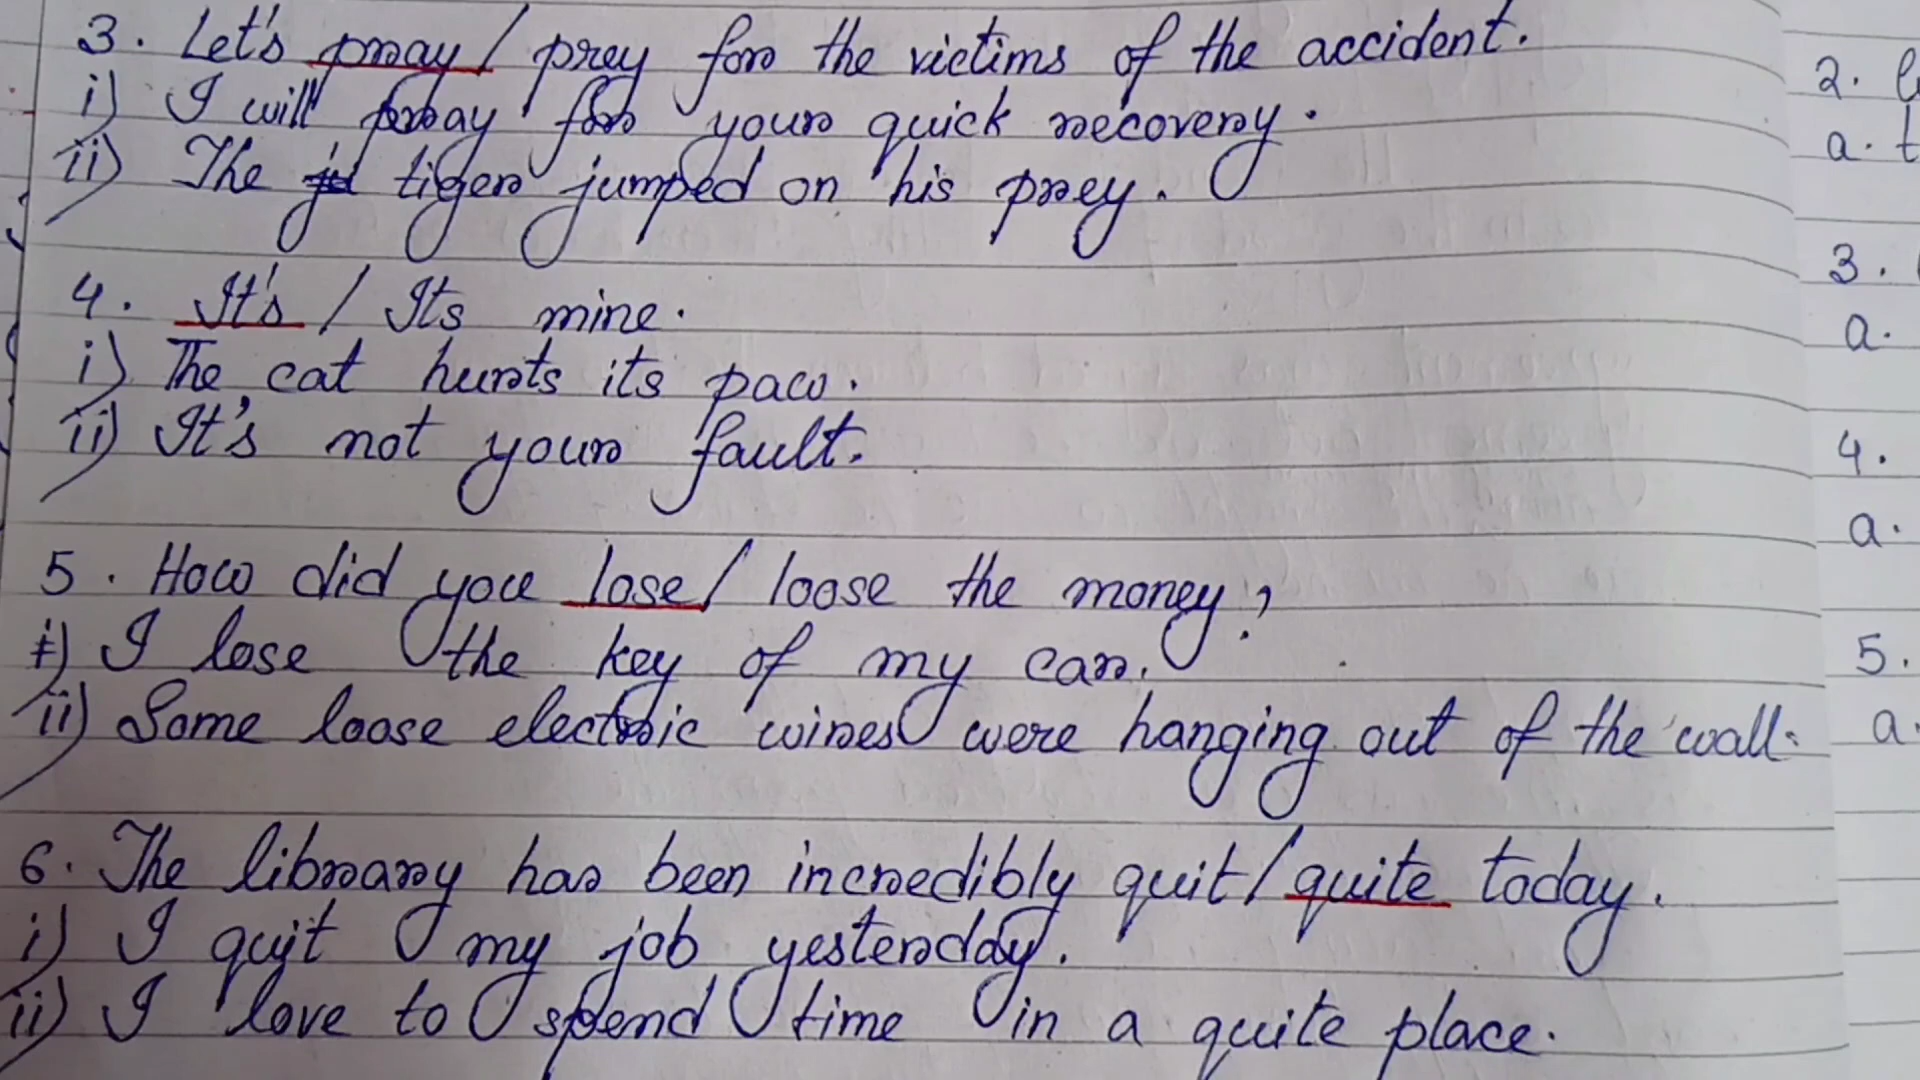 3. Let's pray / prey for the victims of the accident.
i) I will pray for your quick recovery.
ii) The tiger jumped on his prey.
4. It's / Its mine.
i) The cat hurts its paw.
ii) It's not your fault.
5. How did you lose / loose the money?
i) I lose the key of my car.
ii) Some loose electric wires were hanging out of the wall.
6. The library has been incredibly quit / quite today.
i) I quit my job yesterday.
ii) I love to spend time in a quite place.
2.
a. t
3.
a.
4.
a.
5.
a.